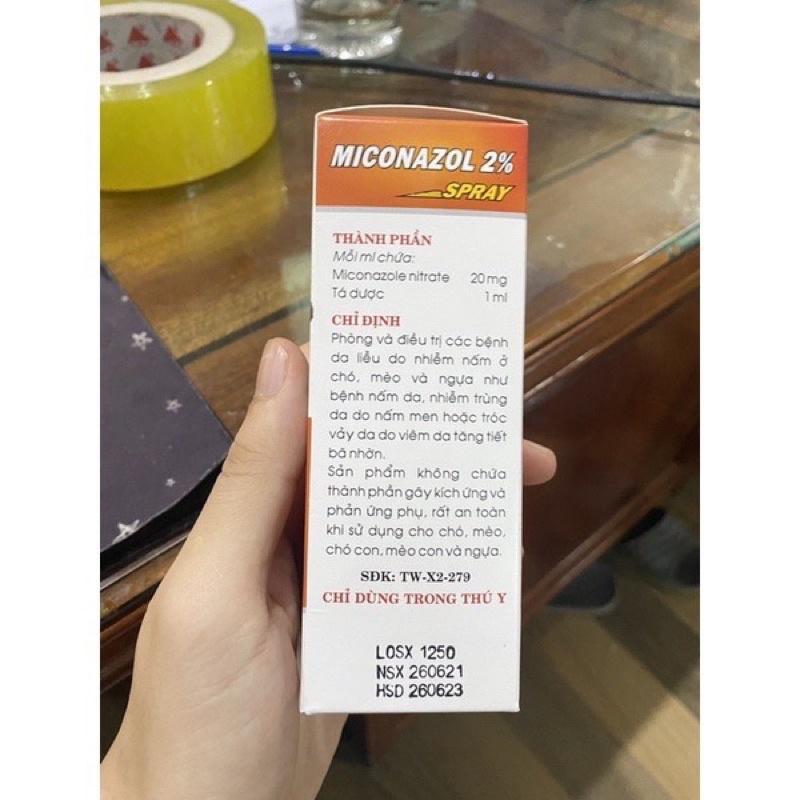 MICONAZOL 2%
SPRAY
THÀNH PHẦN
Mỗi ml chứa:
Miconazole nitrate 20 mg
Tá dược 1 ml
CHỈ ĐỊNH
Phòng và điều trị các bệnh
da liễu do nhiễm nấm ở
chó, mèo và ngựa như
bệnh nấm da, nhiễm trùng
da do nấm men hoặc tróc
vảy da do viêm da tăng tiết
bã nhờn.
Sản phẩm không chứa
thành phần gây kích ứng và
phản ứng phụ, rất an toàn
khi sử dụng cho chó, mèo,
chó con, mèo con và ngựa.
SĐK: TW-X2-279
CHỈ DÙNG TRONG THÚ Y
LOSX 1250
NSX 260621
HSD 260623